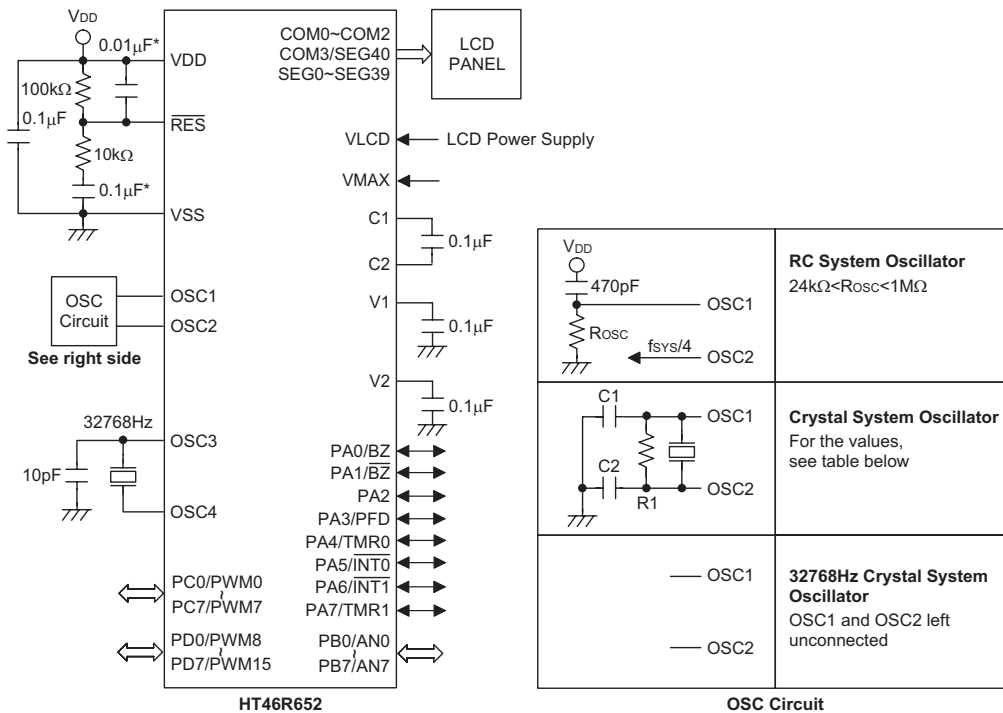 VDD
0.01μF*
VDD
100kΩ
0.1μF
RES
10kΩ
0.1μF*
VSS
OSC
Circuit
OSC1
OSC2
See right side
32768Hz
OSC3
10pF
OSC4
PC0/PWM0
~
PC7/PWM7
PD0/PWM8
~
PD7/PWM15
COM0~COM2
COM3/SEG40
SEG0~SEG39
LCD
PANEL
VLCD
LCD Power Supply
VMAX
C1
0.1μF
C2
V1
0.1μF
V2
0.1μF
PA0/BZ
PA1/BZ
PA2
PA3/PFD
PA4/TMR0
PA5/INT0
PA6/INT1
PA7/TMR1
PB0/AN0
~
PB7/AN7
HT46R652
VDD
470pF
OSC1
ROSC
fSYS/4
OSC2
RC System Oscillator
24kΩ<ROSC<1MΩ
C1
OSC1
C2
R1
OSC2
Crystal System Oscillator
For the values,
see table below
OSC1
OSC2
32768Hz Crystal System
Oscillator
OSC1 and OSC2 left
unconnected
OSC Circuit